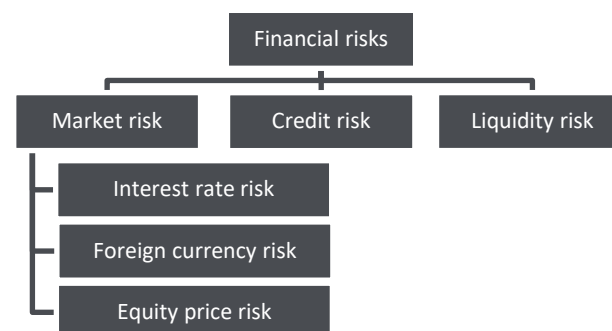 Financial risks
Market risk
Credit risk
Liquidity risk
Interest rate risk
Foreign currency risk
Equity price risk